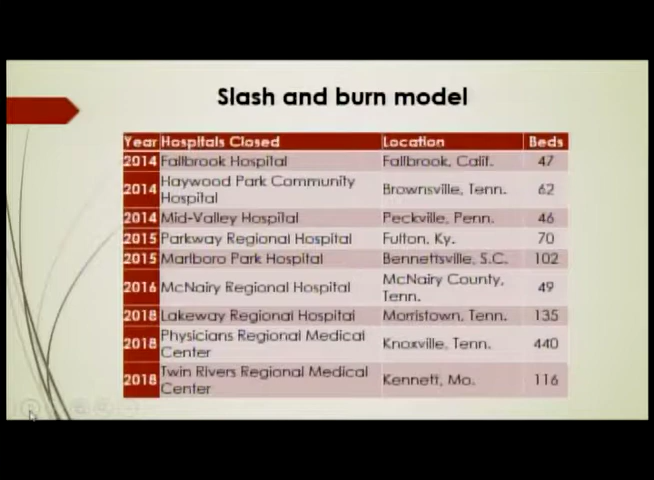 Slash and burn model
Year Hospitals Closed Location Beds
2014 Fallbrook Hospital Fallbrook, Calif. 47
2014 Haywood Park Community
Hospital Brownsville, Tenn. 62
2014 Mid-Valley Hospital Peckville, Penn. 46
2015 Parkway Regional Hospital Fulton, Ky. 70
2015 Marlboro Park Hospital Bennettsville, S.C. 102
2016 McNairy Regional Hospital McNairy County,
Tenn. 49
2018 Lakeway Regional Hospital Morristown, Tenn. 135
2018 Physicians Regional Medical
Center Knoxville, Tenn. 440
2018 Twin Rivers Regional Medical
Center Kennett, Mo. 116